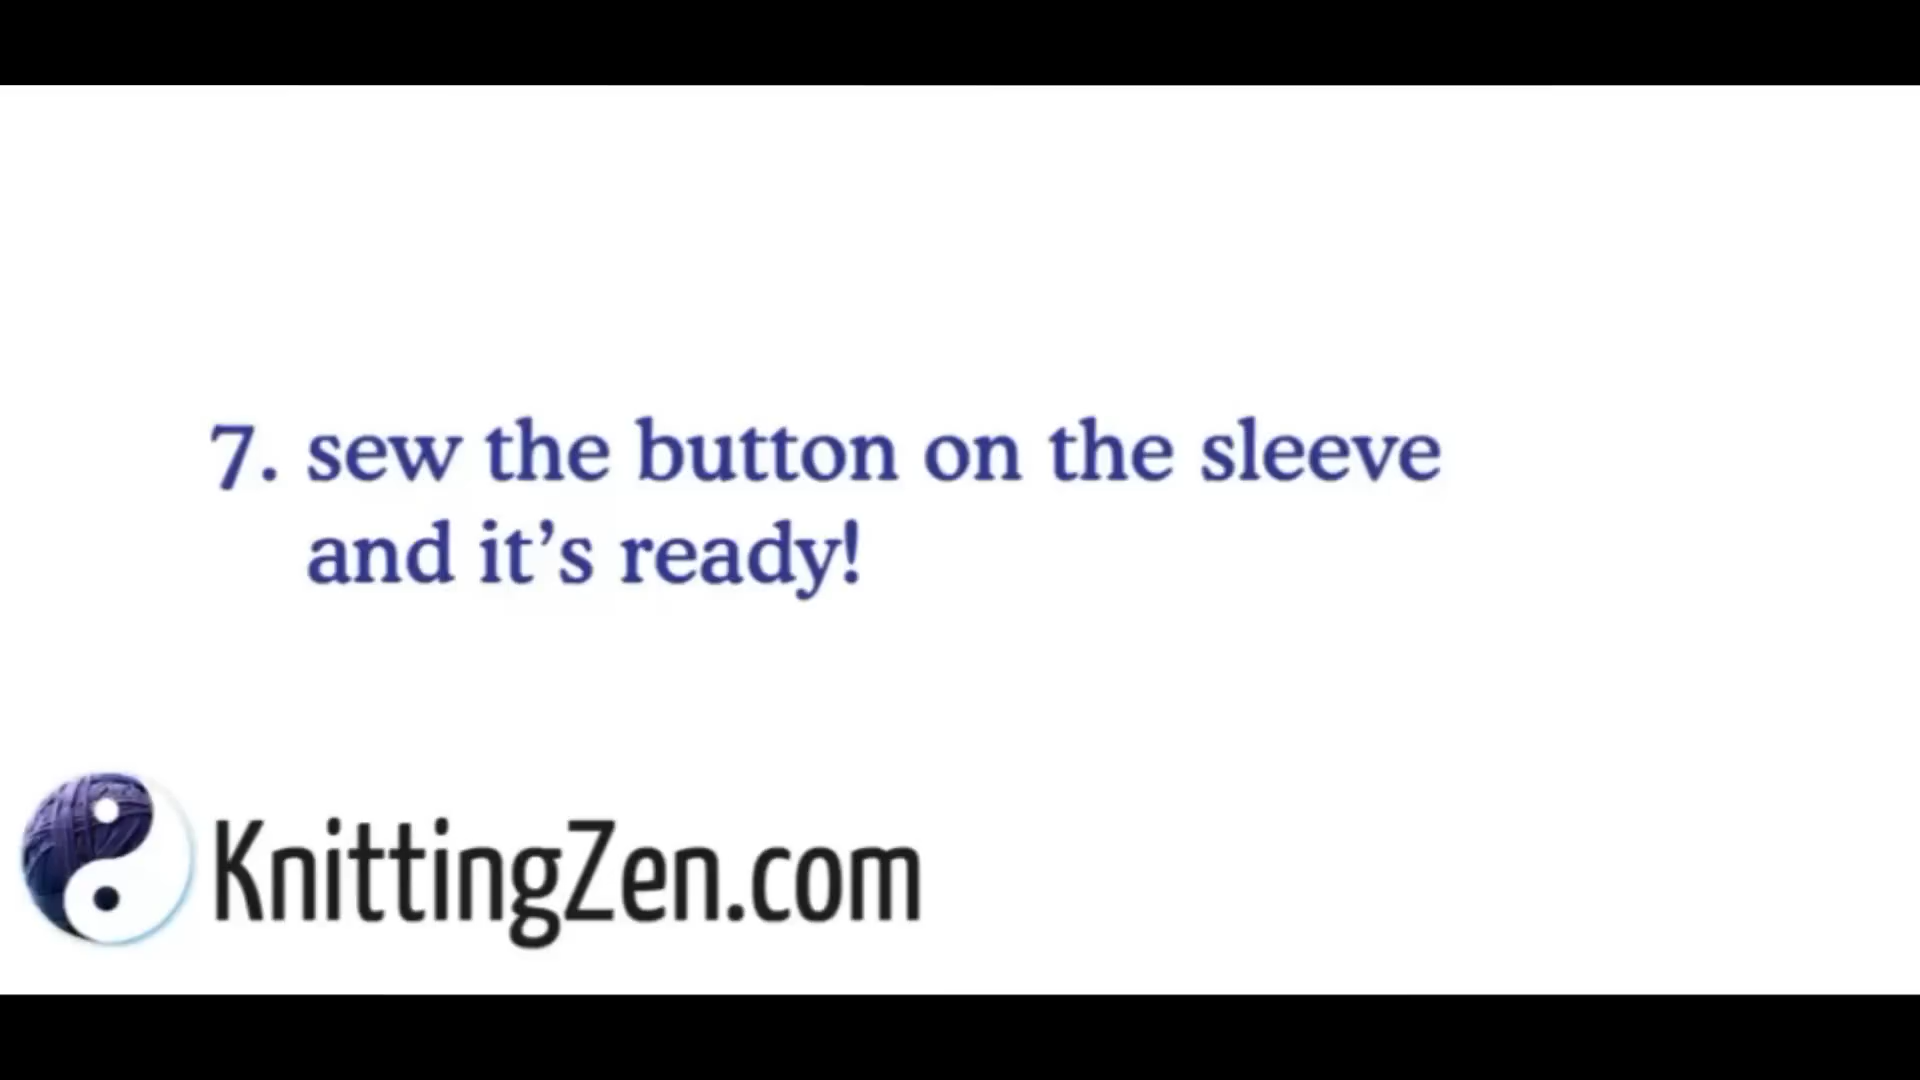 7. sew the button on the sleeve
and it’s ready!
KnittingZen.com